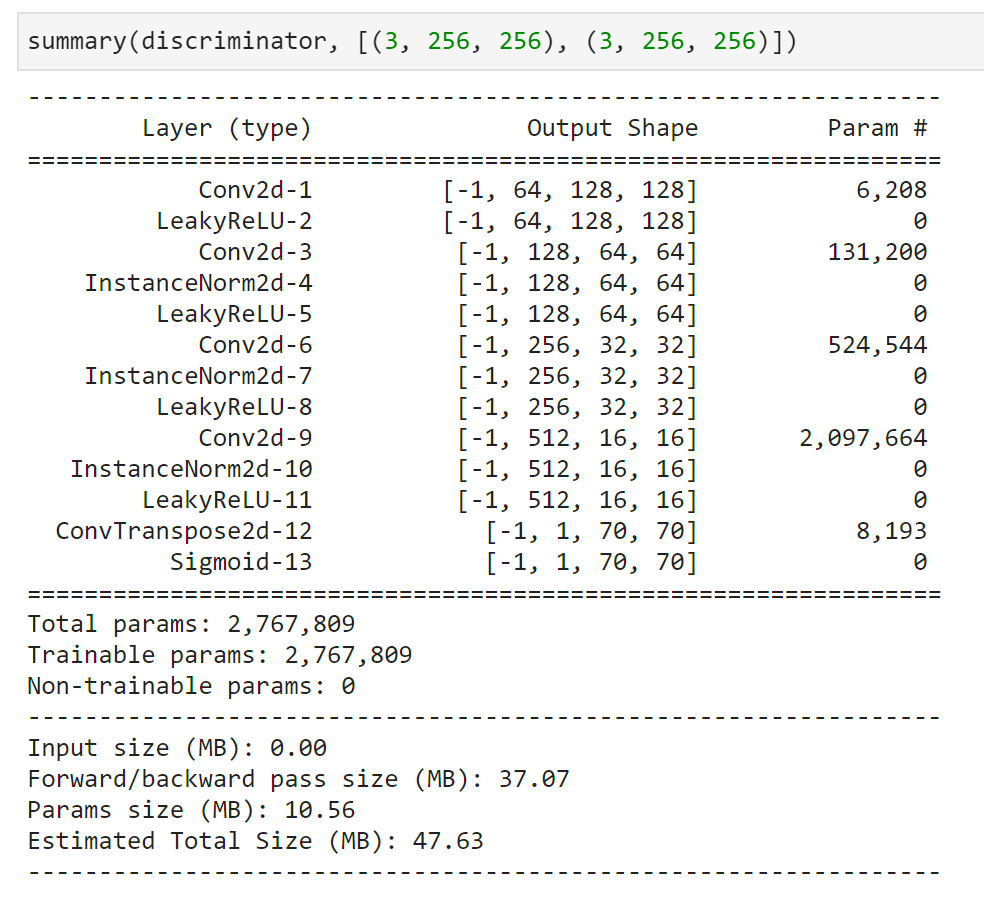 summary(discriminator, [(3, 256, 256), (3, 256, 256)])
----------------------------------------------------------------
Layer (type) Output Shape Param #
================================================================
Conv2d-1 [-1, 64, 128, 128] 6,208
LeakyReLU-2 [-1, 64, 128, 128] 0
Conv2d-3 [-1, 128, 64, 64] 131,200
InstanceNorm2d-4 [-1, 128, 64, 64] 0
LeakyReLU-5 [-1, 128, 64, 64] 0
Conv2d-6 [-1, 256, 32, 32] 524,544
InstanceNorm2d-7 [-1, 256, 32, 32] 0
LeakyReLU-8 [-1, 256, 32, 32] 0
Conv2d-9 [-1, 512, 16, 16] 2,097,664
InstanceNorm2d-10 [-1, 512, 16, 16] 0
LeakyReLU-11 [-1, 512, 16, 16] 0
ConvTranspose2d-12 [-1, 1, 70, 70] 8,193
Sigmoid-13 [-1, 1, 70, 70] 0
================================================================
Total params: 2,767,809
Trainable params: 2,767,809
Non-trainable params: 0
----------------------------------------------------------------
Input size (MB): 0.00
Forward/backward pass size (MB): 37.07
Params size (MB): 10.56
Estimated Total Size (MB): 47.63
----------------------------------------------------------------